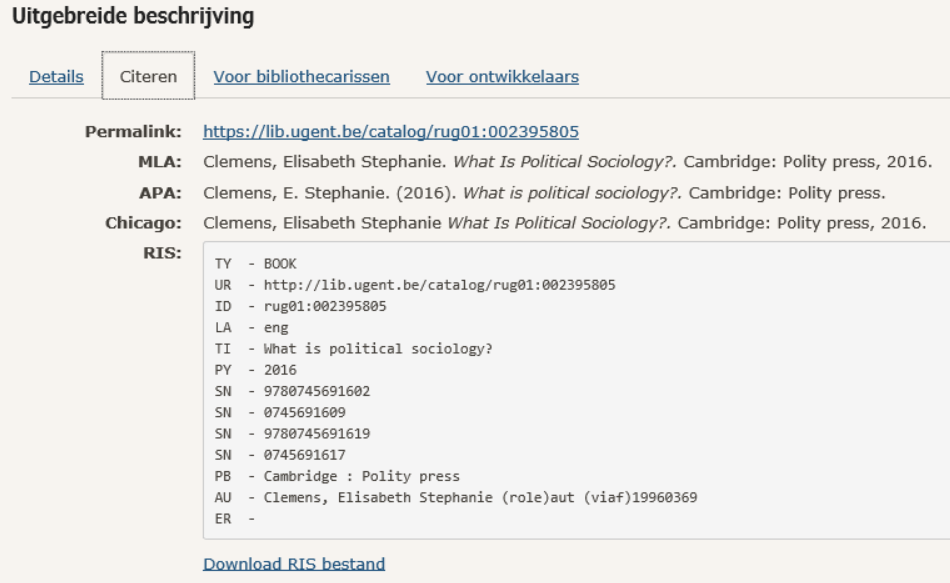 Uitgebreide beschrijving
Details Citeren Voor bibliothecarissen Voor ontwikkelaars
Permalink: https://lib.ugent.be/catalog/rug01:002395805
MLA: Clemens, Elisabeth Stephanie. What Is Political Sociology?. Cambridge: Polity press, 2016.
APA: Clemens, E. Stephanie. (2016). What is political sociology?. Cambridge: Polity press.
Chicago: Clemens, Elisabeth Stephanie What Is Political Sociology?. Cambridge: Polity press, 2016.
RIS:
TY - BOOK
UR - http://lib.ugent.be/catalog/rug01:002395805
ID - rug01:002395805
LA - eng
TI - What is political sociology?
PY - 2016
SN - 9780745691602
SN - 0745691609
SN - 9780745691619
SN - 0745691617
PB - Cambridge : Polity press
AU - Clemens, Elisabeth Stephanie (role)aut (viaf)19960369
ER -
Download RIS bestand